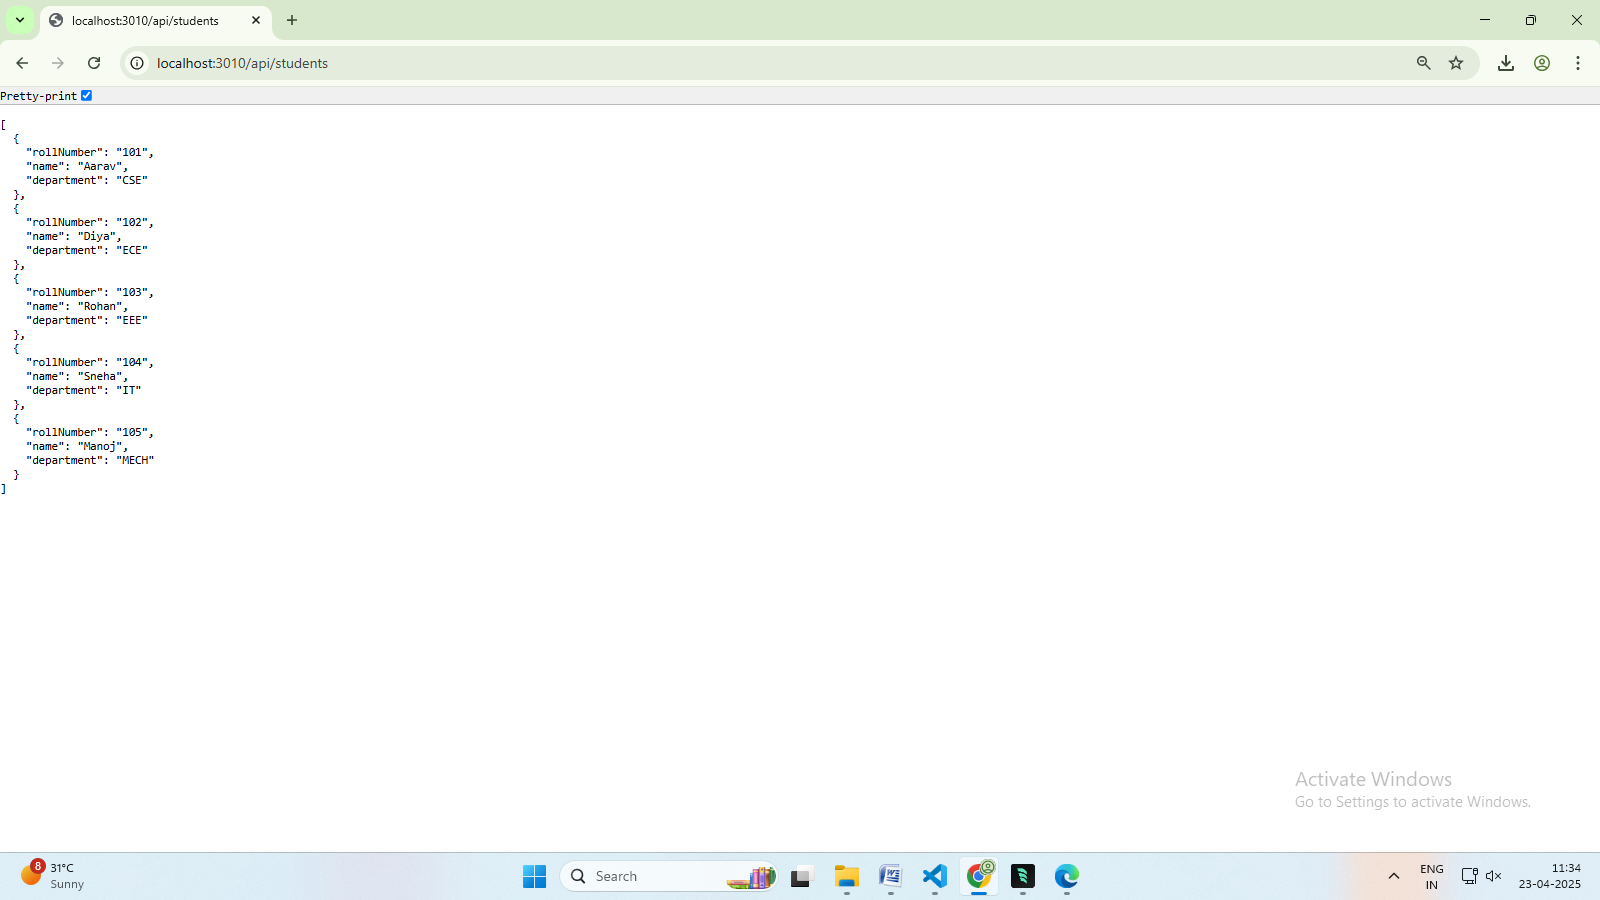 localhost:3010/api/students
localhost:3010/api/students
Pretty-print
[
  {
    "rollNumber": "101",
    "name": "Aarav",
    "department": "CSE"
  },
  {
    "rollNumber": "102",
    "name": "Diya",
    "department": "ECE"
  },
  {
    "rollNumber": "103",
    "name": "Rohan",
    "department": "EEE"
  },
  {
    "rollNumber": "104",
    "name": "Sneha",
    "department": "IT"
  },
  {
    "rollNumber": "105",
    "name": "Manoj",
    "department": "MECH"
  }
]
Activate Windows
Go to Settings to activate Windows.
8
31°C
Sunny
Search
ENG
IN
11:34
23-04-2025